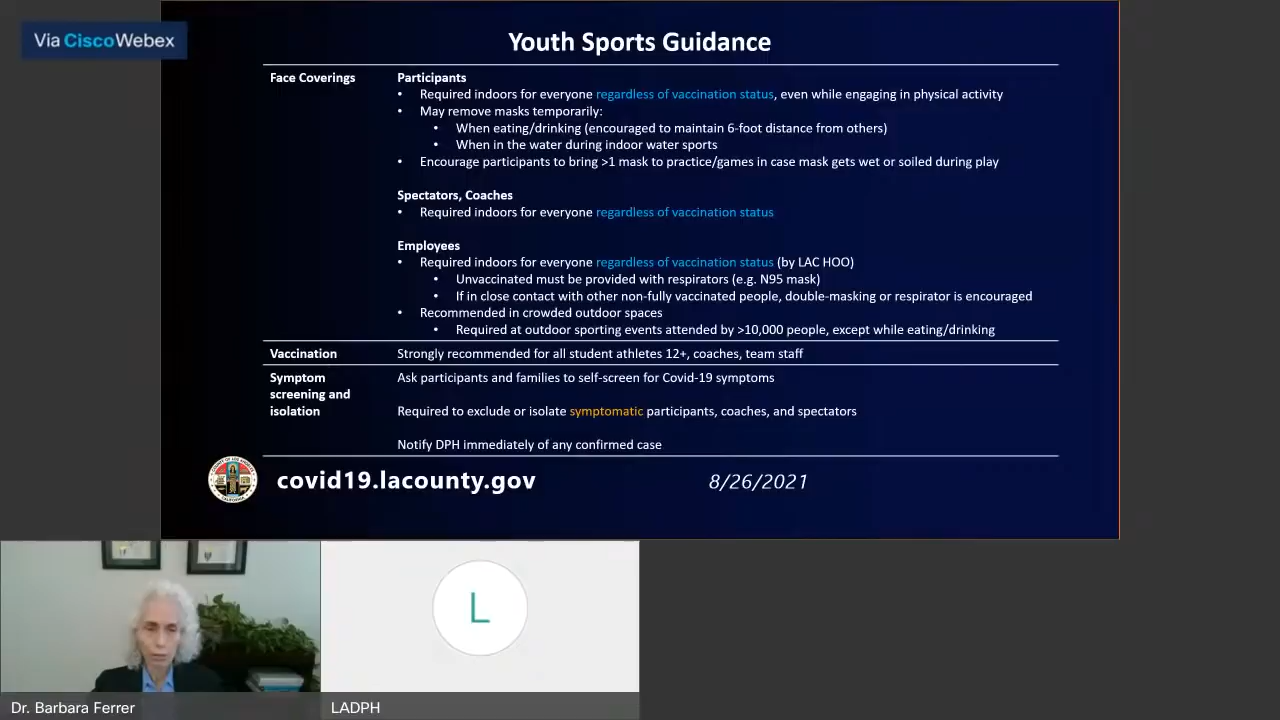 Via Cisco Webex
Youth Sports Guidance
Face Coverings
Participants
• Required indoors for everyone regardless of vaccination status, even while engaging in physical activity
• May remove masks temporarily:
• When eating/drinking (encouraged to maintain 6-foot distance from others)
• When in the water during indoor water sports
• Encourage participants to bring >1 mask to practice/games in case mask gets wet or soiled during play
Spectators, Coaches
• Required indoors for everyone regardless of vaccination status
Employees
• Required indoors for everyone regardless of vaccination status (by LAC HOO)
• Unvaccinated must be provided with respirators (e.g. N95 mask)
• If in close contact with other non-fully vaccinated people, double-masking or respirator is encouraged
• Recommended in crowded outdoor spaces
• Required at outdoor sporting events attended by >10,000 people, except while eating/drinking
Vaccination
Strongly recommended for all student athletes 12+, coaches, team staff
Symptom
screening and
isolation
Ask participants and families to self-screen for Covid-19 symptoms
Required to exclude or isolate symptomatic participants, coaches, and spectators
Notify DPH immediately of any confirmed case
covid19.lacounty.gov
8/26/2021
L
Dr. Barbara Ferrer
LADPH